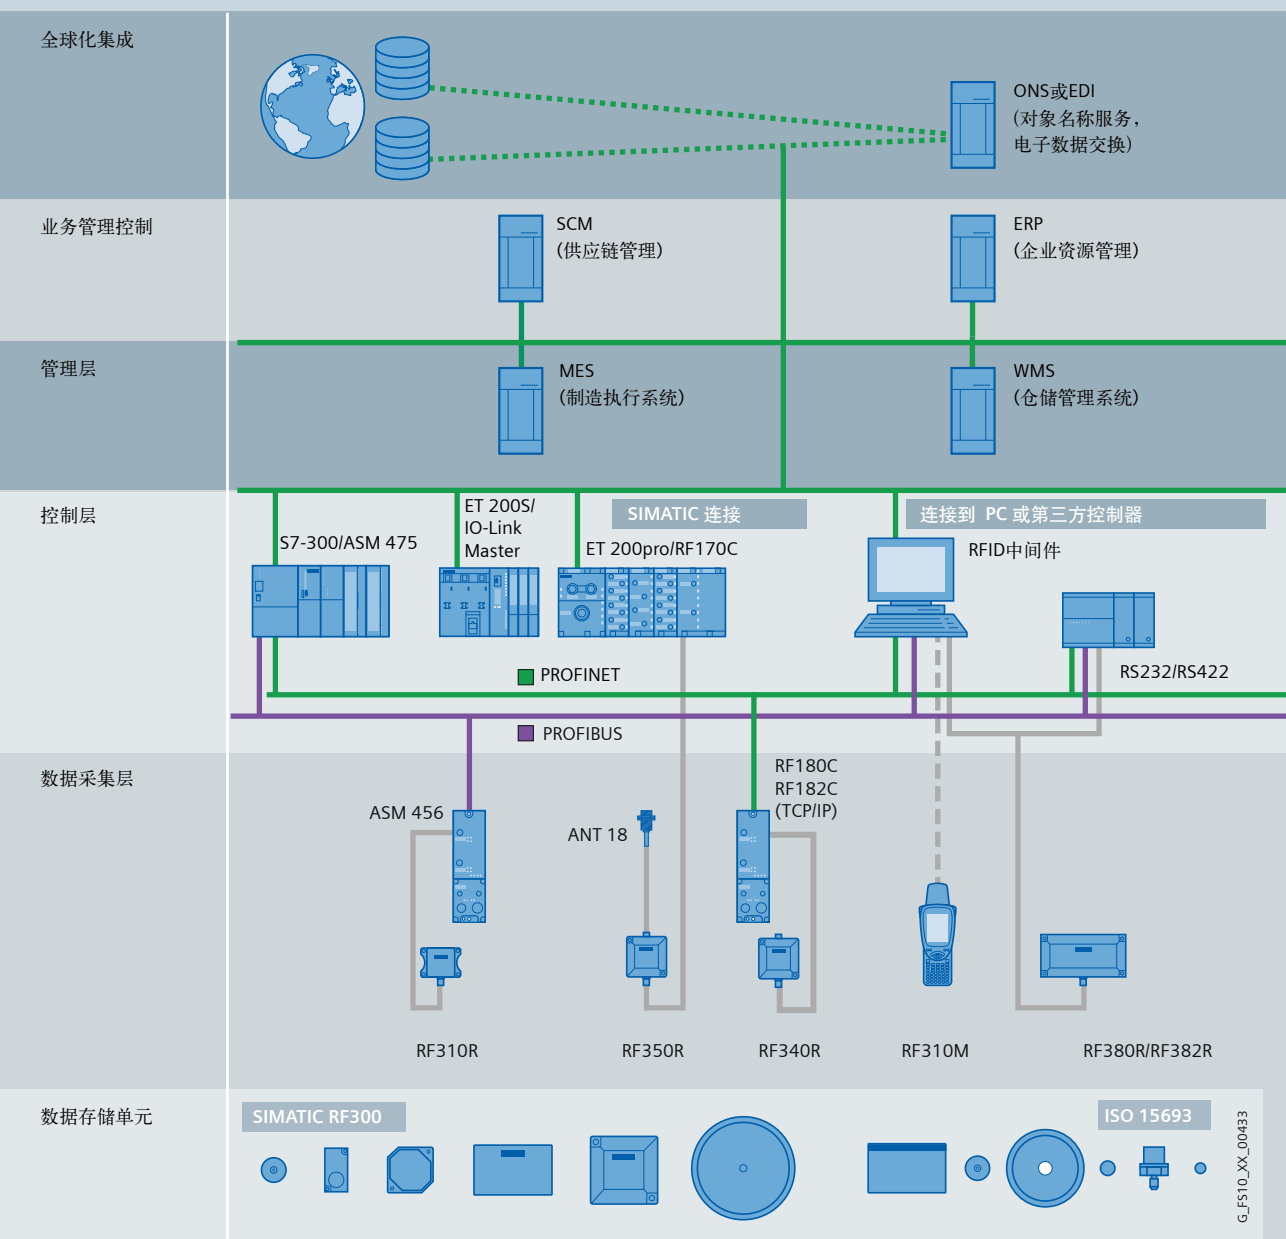 全球化集成
ONS或EDI
(对象名称服务，
电子数据交换)
业务管理控制
SCM
(供应链管理)
ERP
(企业资源管理)
管理层
MES
(制造执行系统)
WMS
(仓储管理系统)
控制层
S7-300/ASM 475
ET 200S/
IO-Link
Master
SIMATIC 连接
ET 200pro/RF170C
连接到 PC 或第三方控制器
RFID中间件
RS232/RS422
PROFINET
PROFIBUS
数据采集层
ASM 456
ANT 18
RF180C
RF182C
(TCP/IP)
RF310R
RF350R
RF340R
RF310M
RF380R/RF382R
数据存储单元
SIMATIC RF300
ISO 15693
G_FS10_XX_00433